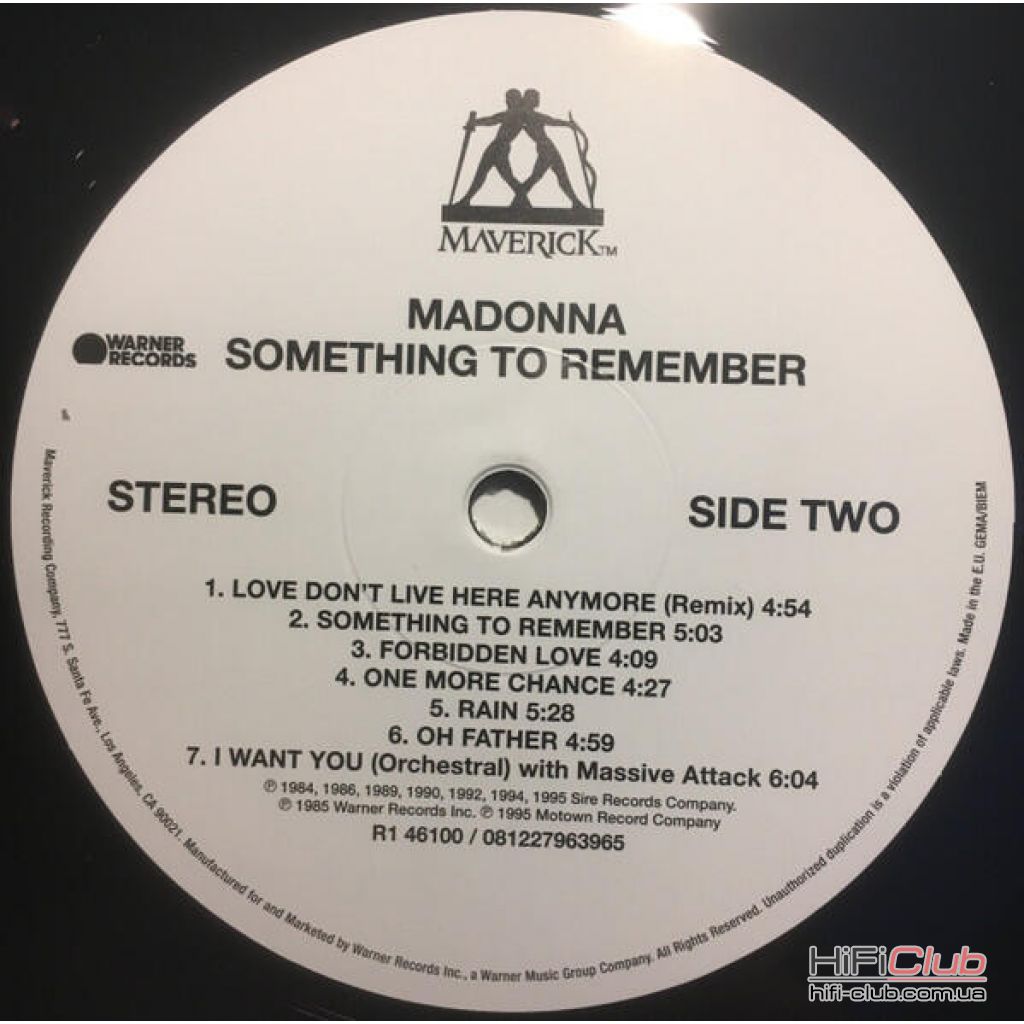 MAVERICK™
MADONNA
SOMETHING TO REMEMBER
WARNER
RECORDS
STEREO
SIDE TWO
1. LOVE DON'T LIVE HERE ANYMORE (Remix) 4:54
2. SOMETHING TO REMEMBER 5:03
3. FORBIDDEN LOVE 4:09
4. ONE MORE CHANCE 4:27
5. RAIN 5:28
6. OH FATHER 4:59
7. I WANT YOU (Orchestral) with Massive Attack 6:04
℗ 1984, 1986, 1989, 1990, 1992, 1994, 1995 Sire Records Company.
℗ 1985 Warner Records Inc. ℗ 1995 Motown Record Company
R1 46100 / 081227963965
Maverick Recording Company, 777 S. Santa Fe Ave., Los Angeles, CA 90021. Manufactured for and Marketed by Warner Records Inc., a Warner Music Group Company. All Rights Reserved. Unauthorized duplication is a violation of applicable laws. Made in the E.U. GEMA/BIEM
HiFiClub
hifi-club.com.ua